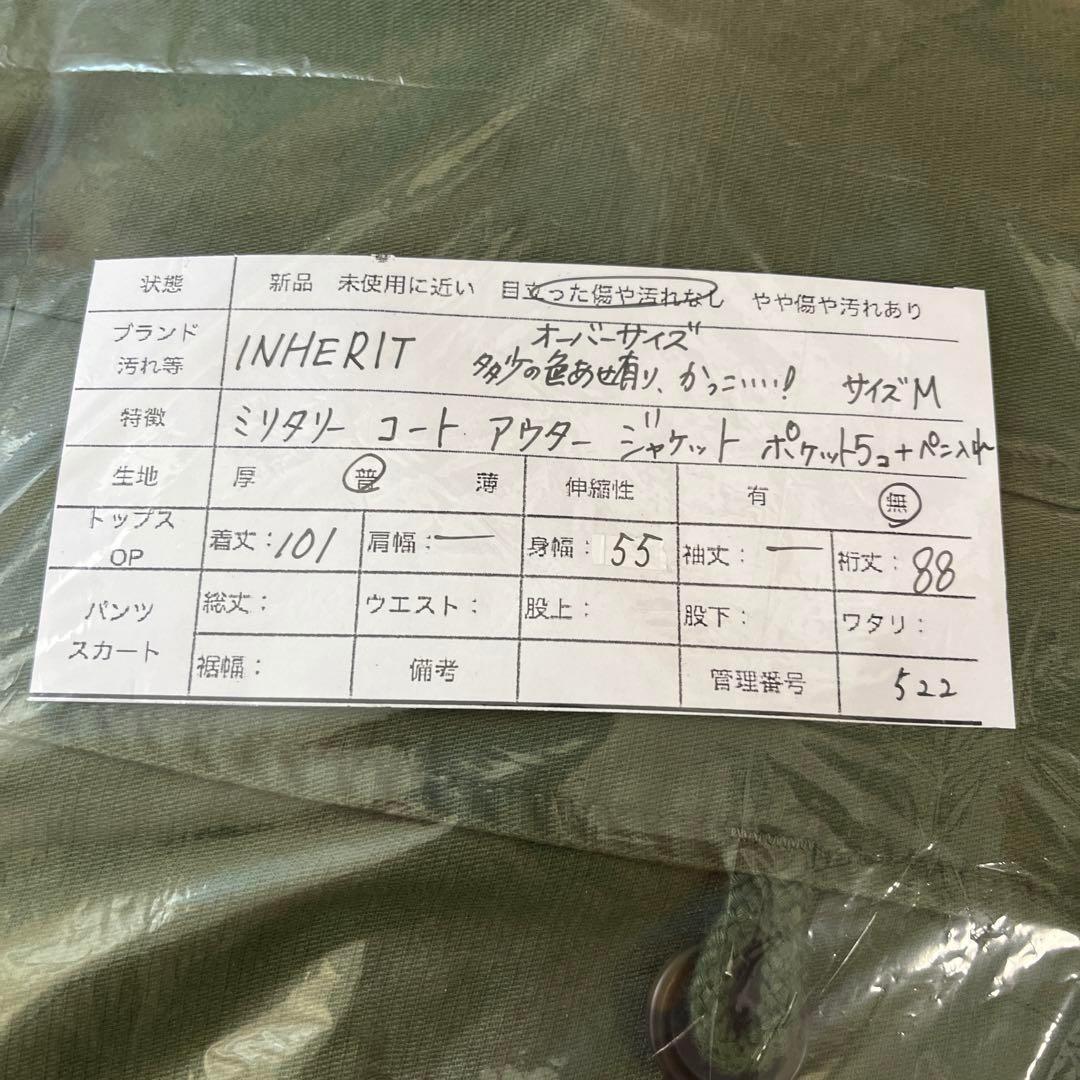 状態 新品 未使用に近い 目立った傷や汚れなし やや傷や汚れあり
ブランド 汚れ等 INHERIT オーバーサイズ
多少の色あせ有り、かっこいい! サイズM
特徴 ミリタリー コート アウター ジャケット ポケット5コ+ペン入れ
生地 厚 普 薄 伸縮性 有 無
トップス OP 着丈:101 肩幅:ー 身幅:55 袖丈:ー 裄丈:88
パンツ スカート 総丈: ウエスト: 股上: 股下: ワタリ:
裾幅: 備考 管理番号 522